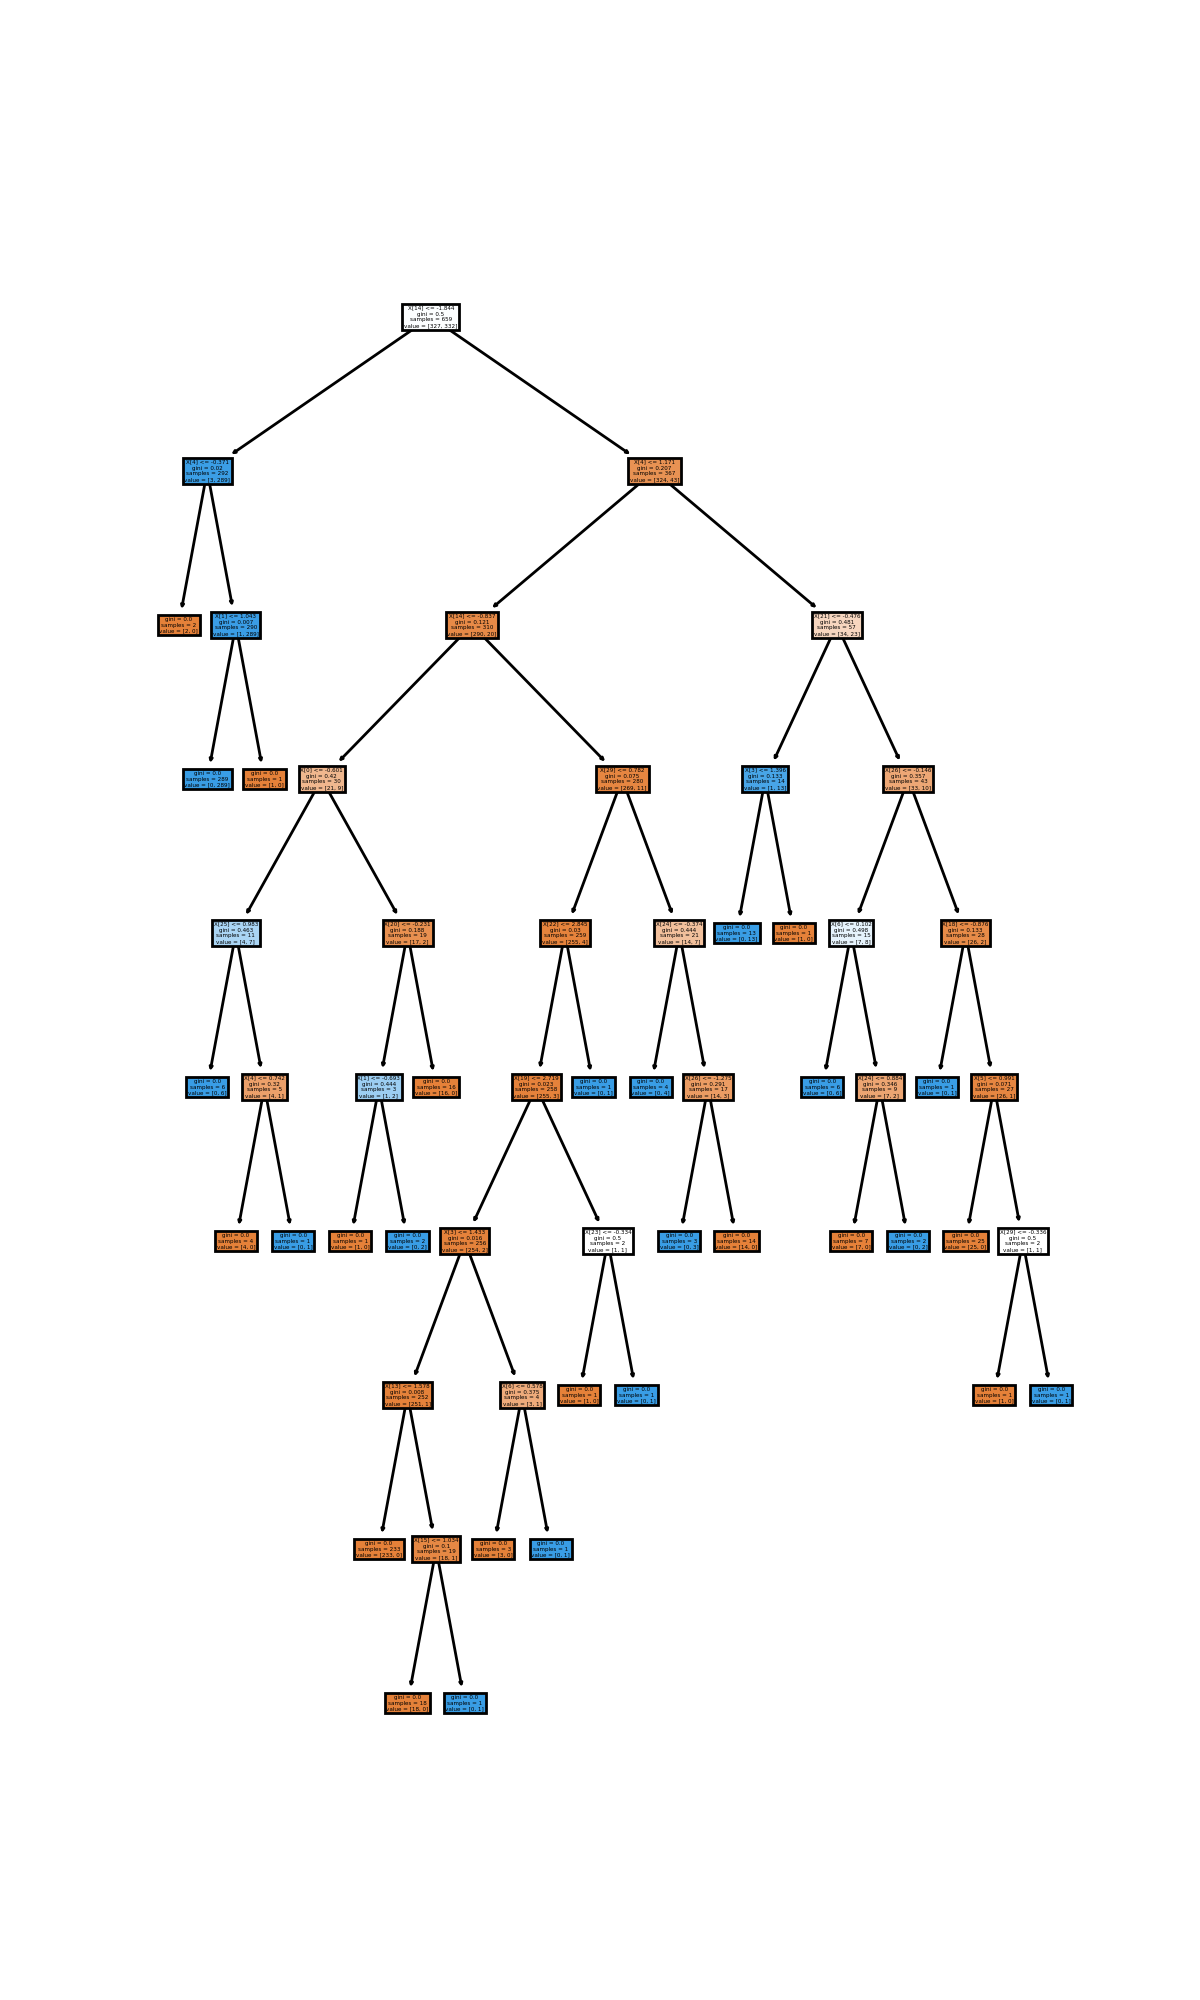 X[14] <= -1.844
gini = 0.5
samples = 659
value = [327, 332]
X[4] <= -0.371
gini = 0.02
samples = 292
value = [3, 289]
X[4] <= 1.171
gini = 0.207
samples = 367
value = [324, 43]
gini = 0.0
samples = 2
value = [2, 0]
X[1] <= 1.043
gini = 0.007
samples = 290
value = [1, 289]
X[14] <= -0.837
gini = 0.121
samples = 310
value = [290, 20]
X[21] <= -0.476
gini = 0.481
samples = 57
value = [34, 23]
gini = 0.0
samples = 289
value = [0, 289]
gini = 0.0
samples = 1
value = [1, 0]
X[0] <= -0.601
gini = 0.42
samples = 30
value = [21, 9]
X[29] <= 0.782
gini = 0.075
samples = 280
value = [269, 11]
X[3] <= 1.398
gini = 0.133
samples = 14
value = [1, 13]
X[26] <= -0.146
gini = 0.357
samples = 43
value = [33, 10]
X[25] <= 0.983
gini = 0.463
samples = 11
value = [4, 7]
X[20] <= -0.23
gini = 0.188
samples = 19
value = [17, 2]
X[22] <= 2.845
gini = 0.03
samples = 259
value = [255, 4]
X[24] <= -0.374
gini = 0.444
samples = 21
value = [14, 7]
gini = 0.0
samples = 13
value = [0, 13]
gini = 0.0
samples = 1
value = [1, 0]
X[6] <= 0.102
gini = 0.498
samples = 15
value = [7, 8]
X[18] <= -0.876
gini = 0.133
samples = 28
value = [26, 2]
gini = 0.0
samples = 6
value = [0, 6]
X[4] <= 0.742
gini = 0.32
samples = 5
value = [4, 1]
X[1] <= -0.693
gini = 0.444
samples = 3
value = [1, 2]
gini = 0.0
samples = 16
value = [16, 0]
X[19] <= 2.719
gini = 0.023
samples = 258
value = [255, 3]
gini = 0.0
samples = 1
value = [0, 1]
gini = 0.0
samples = 4
value = [0, 4]
X[26] <= -1.275
gini = 0.291
samples = 17
value = [14, 3]
gini = 0.0
samples = 6
value = [0, 6]
X[24] <= 0.884
gini = 0.346
samples = 9
value = [7, 2]
gini = 0.0
samples = 1
value = [0, 1]
X[5] <= 0.991
gini = 0.071
samples = 27
value = [26, 1]
gini = 0.0
samples = 4
value = [4, 0]
gini = 0.0
samples = 1
value = [0, 1]
gini = 0.0
samples = 1
value = [1, 0]
gini = 0.0
samples = 2
value = [0, 2]
X[3] <= 1.433
gini = 0.016
samples = 256
value = [254, 2]
X[23] <= -0.334
gini = 0.5
samples = 2
value = [1, 1]
gini = 0.0
samples = 3
value = [0, 3]
gini = 0.0
samples = 14
value = [14, 0]
gini = 0.0
samples = 7
value = [7, 0]
gini = 0.0
samples = 2
value = [0, 2]
gini = 0.0
samples = 25
value = [25, 0]
X[29] <= -0.336
gini = 0.5
samples = 2
value = [1, 1]
X[13] <= 1.578
gini = 0.008
samples = 252
value = [251, 1]
X[6] <= 0.576
gini = 0.375
samples = 4
value = [3, 1]
gini = 0.0
samples = 1
value = [1, 0]
gini = 0.0
samples = 1
value = [0, 1]
gini = 0.0
samples = 1
value = [1, 0]
gini = 0.0
samples = 1
value = [0, 1]
gini = 0.0
samples = 233
value = [233, 0]
X[15] <= 1.034
gini = 0.1
samples = 19
value = [18, 1]
gini = 0.0
samples = 3
value = [3, 0]
gini = 0.0
samples = 1
value = [0, 1]
gini = 0.0
samples = 18
value = [18, 0]
gini = 0.0
samples = 1
value = [0, 1]